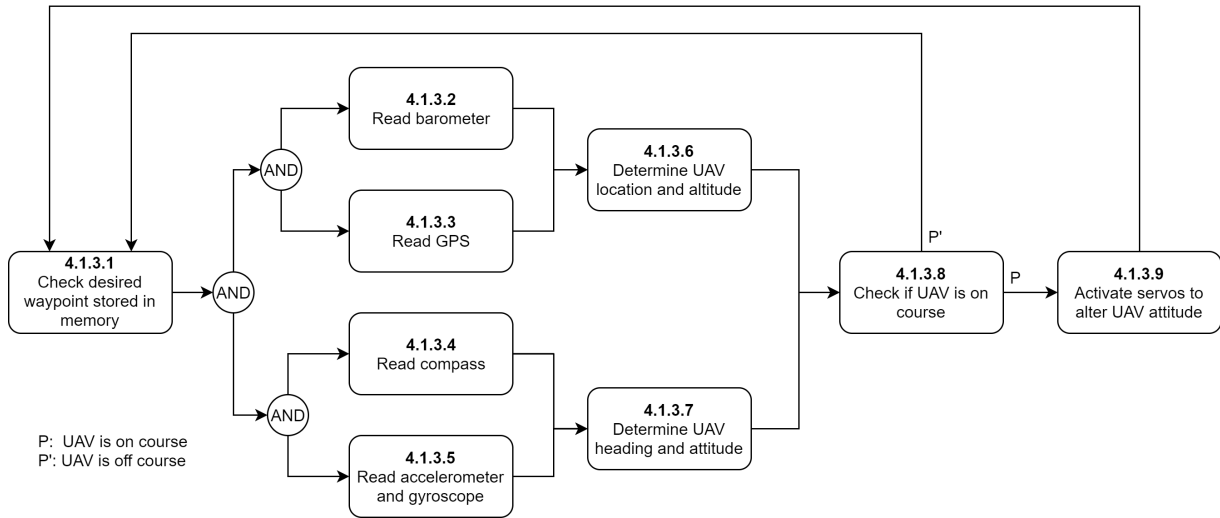 4.1.3.2
Read barometer
AND
4.1.3.6
Determine UAV
location and altitude
4.1.3.3
Read GPS
P'
4.1.3.1
Check desired
waypoint stored in
memory
AND
4.1.3.8
Check if UAV is on
course
P
4.1.3.9
Activate servos to
alter UAV attitude
4.1.3.4
Read compass
AND
4.1.3.7
Determine UAV
heading and attitude
4.1.3.5
Read accelerometer
and gyroscope
P: UAV is on course
P': UAV is off course